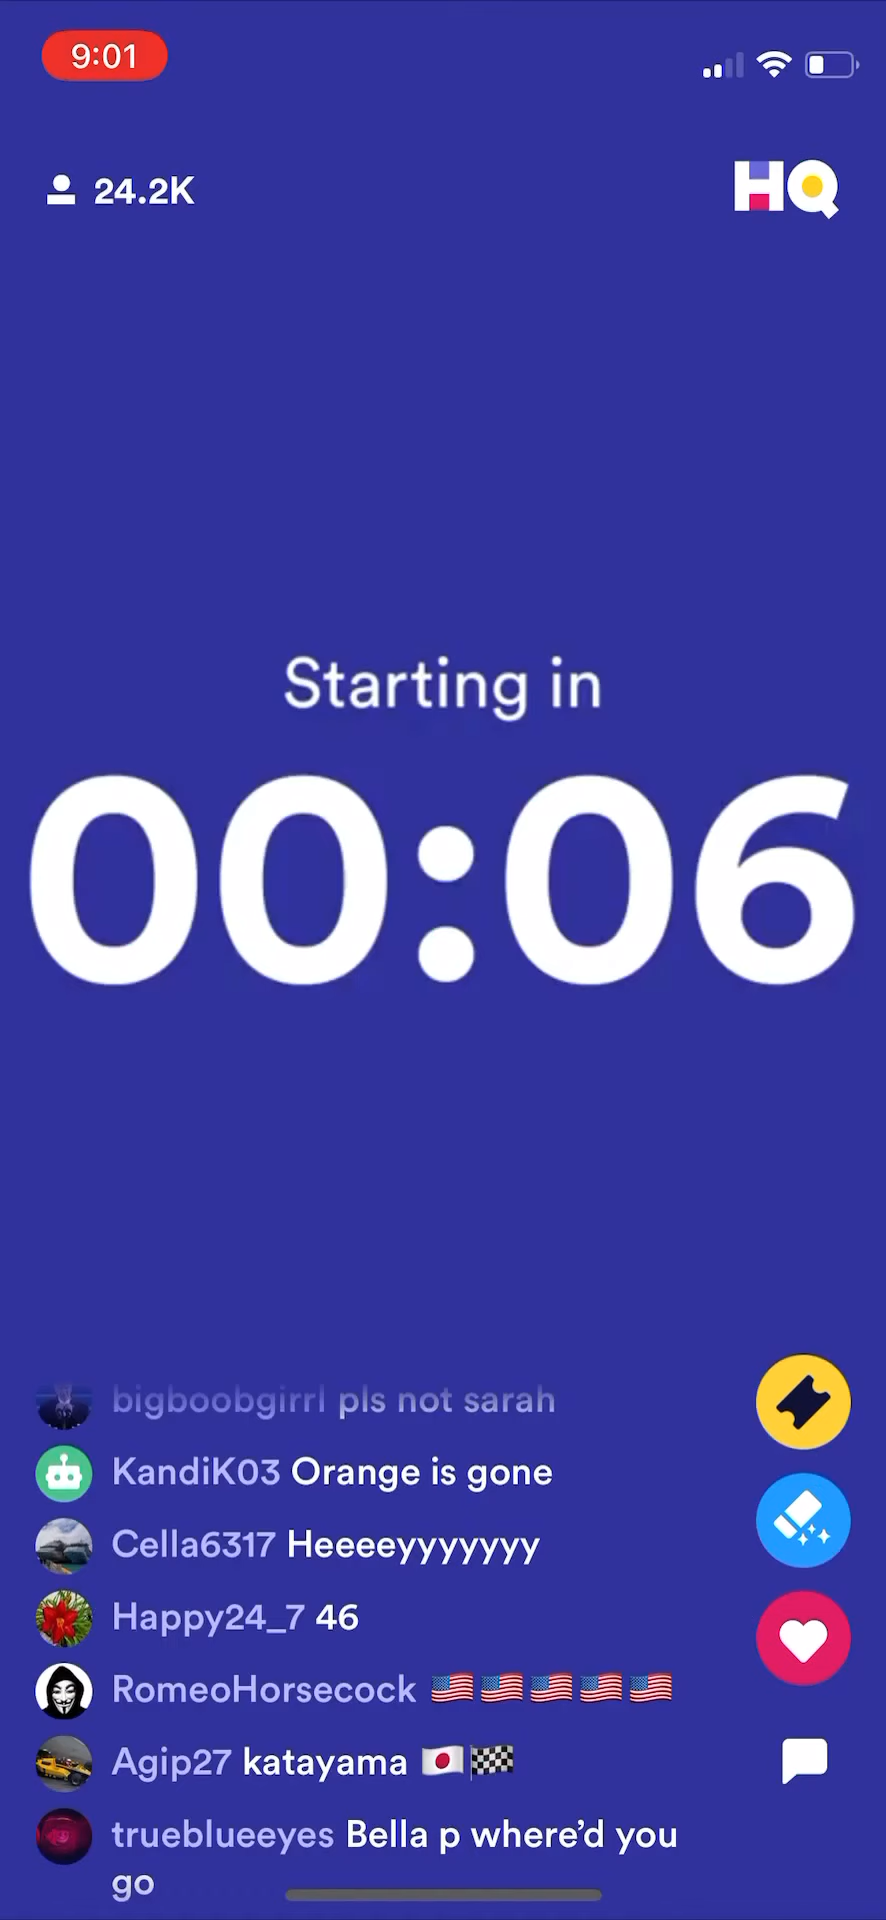 9:01
24.2K
HQ
Starting in
00:06
bigboobgirrl pls not sarah
KandiK03 Orange is gone
Cella6317 Heeeeyyyyyyy
Happy24_7 46
RomeoHorsecock 🇺🇸🇺🇸🇺🇸🇺🇸🇺🇸
Agip27 katayama 🇯🇵🏁
trueblueeyes Bella p where’d you
go